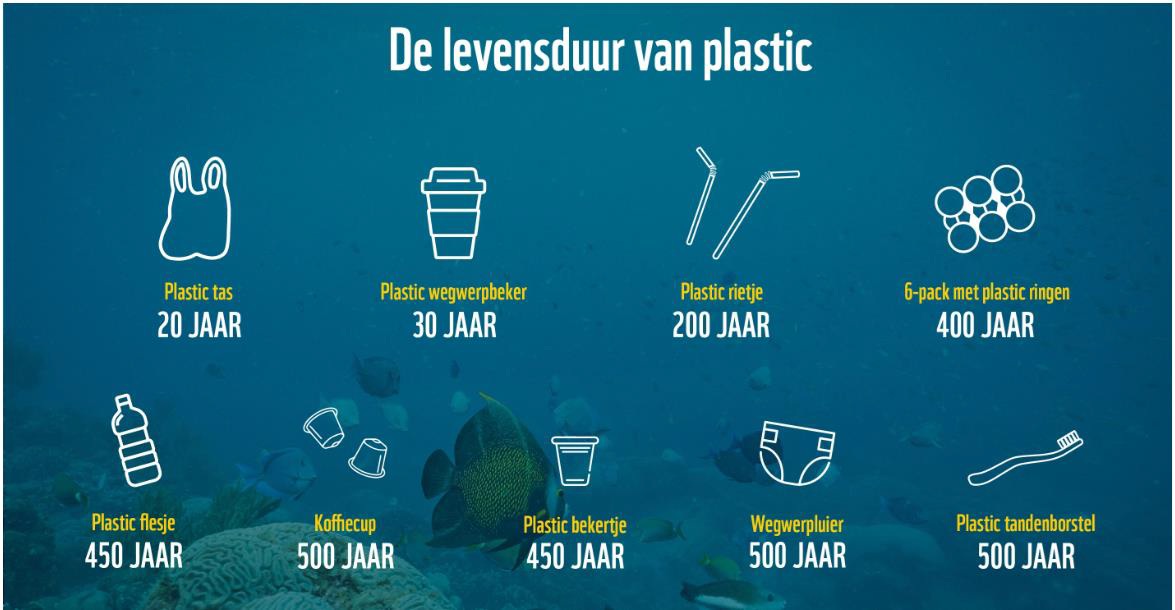 De levensduur van plastic
Plastic tas
20 JAAR
Plastic wegwerpbeker
30 JAAR
Plastic rietje
200 JAAR
6-pack met plastic ringen
400 JAAR
Plastic flesje
450 JAAR
Koffiecup
500 JAAR
Plastic bekertje
450 JAAR
Wegwerpluier
500 JAAR
Plastic tandenborstel
500 JAAR